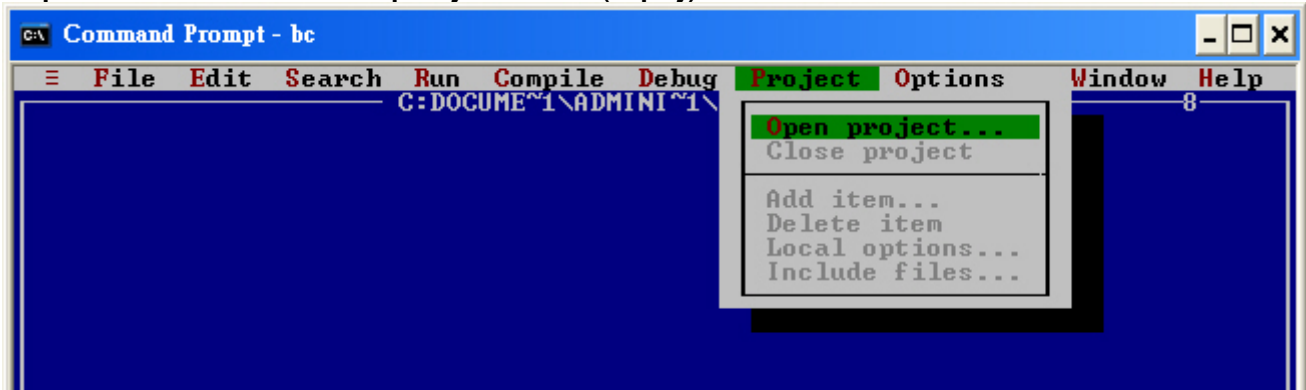 C:\ Command Prompt - bc
≡ File Edit Search Run Compile Debug Project Options Window Help
C:DOCUME~1\ADMINI~1\ 8
Open project...
Close project
Add item...
Delete item
Local options...
Include files...